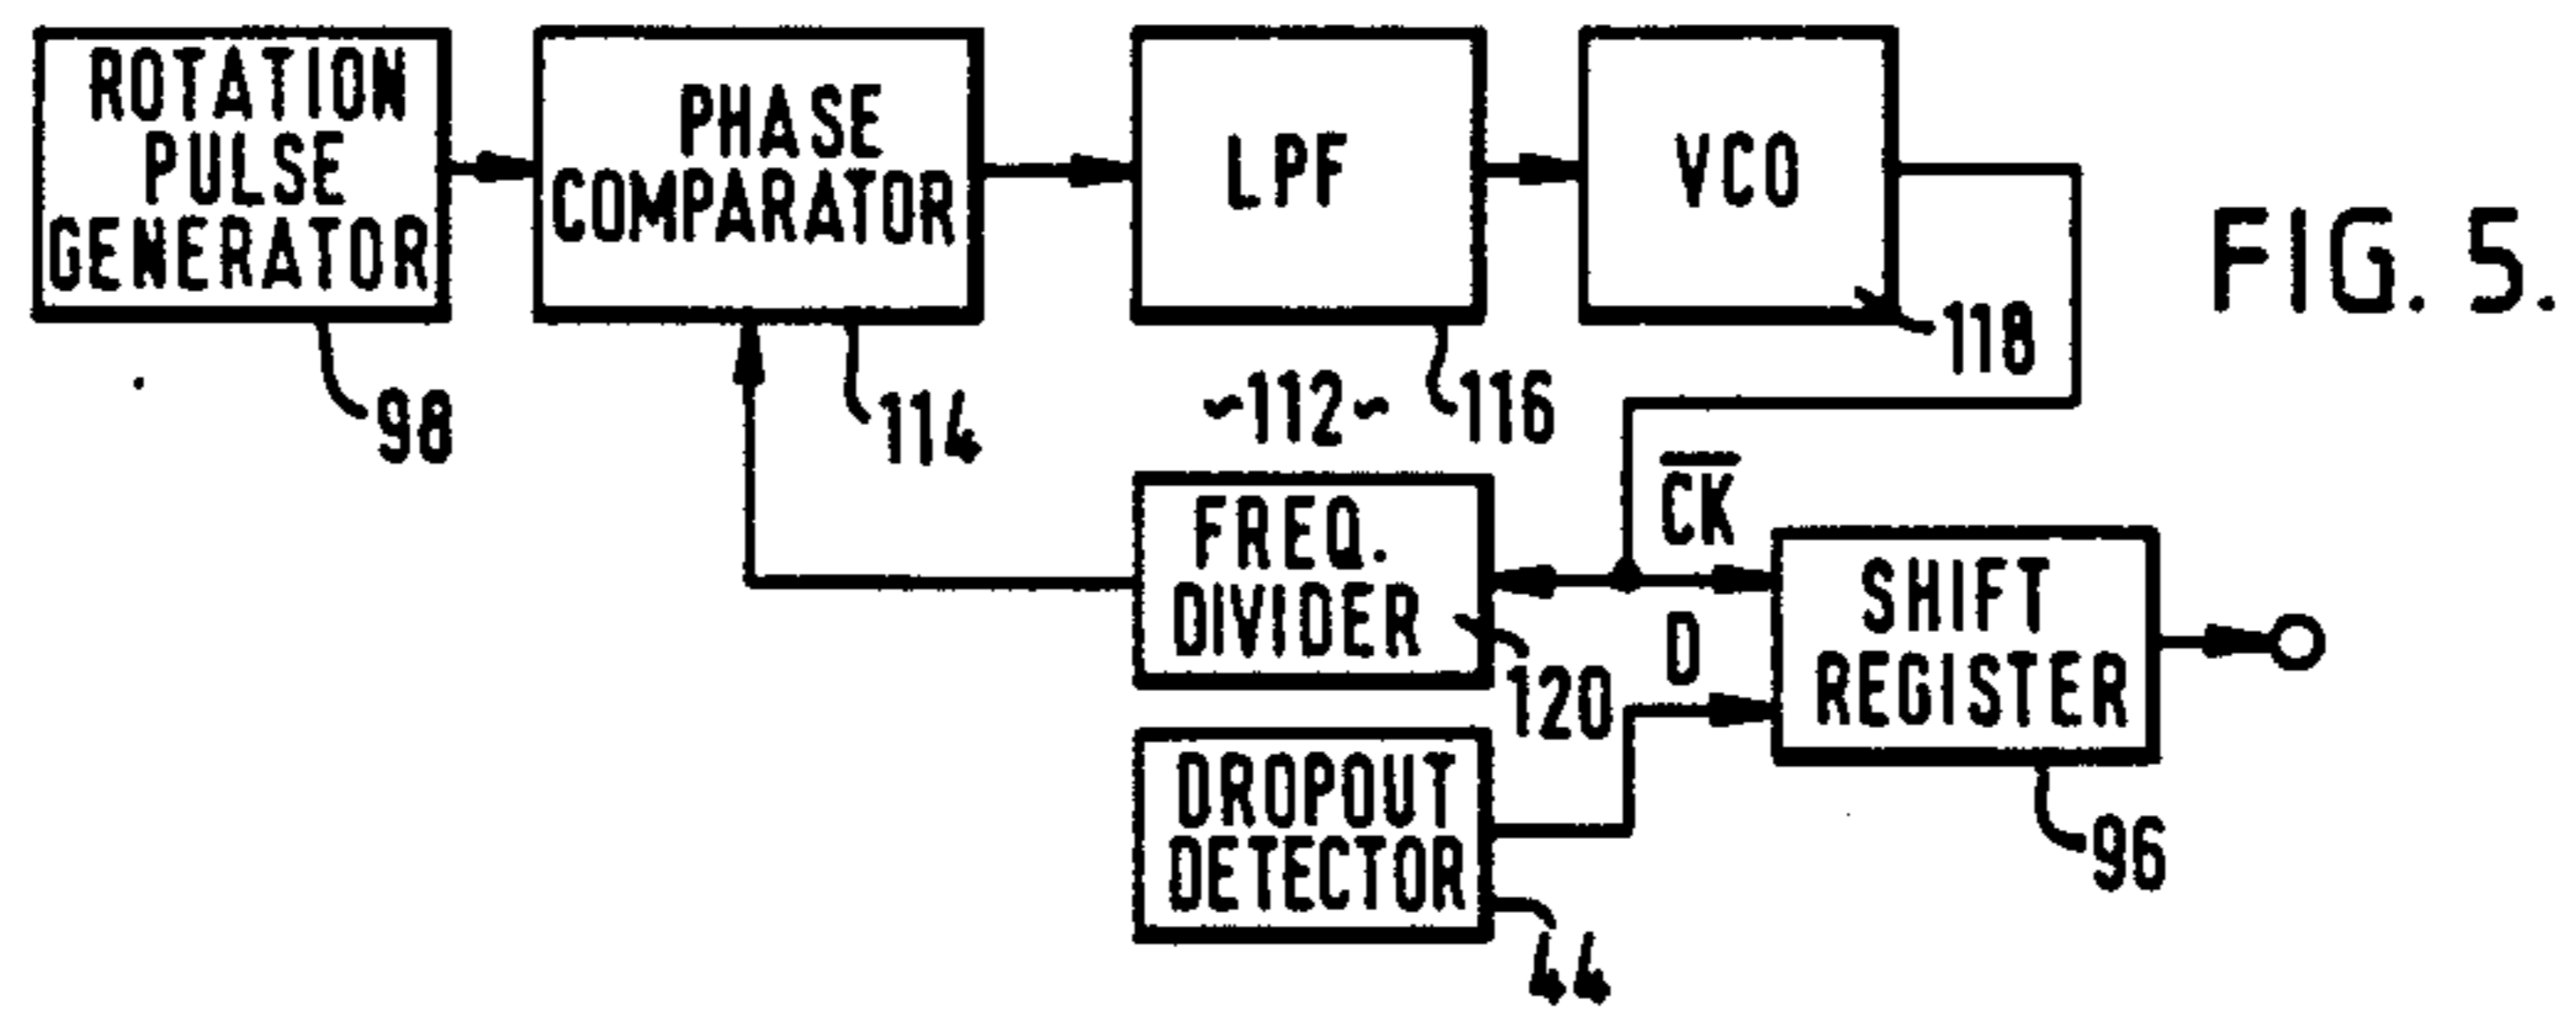 ROTATION
PULSE
GENERATOR
98
PHASE
COMPARATOR
114
LPF
116
VCO
118
FIG. 5.
~112~
FREQ.
DIVIDER
120
C̅K̅
D
SHIFT
REGISTER
96
DROPOUT
DETECTOR
44